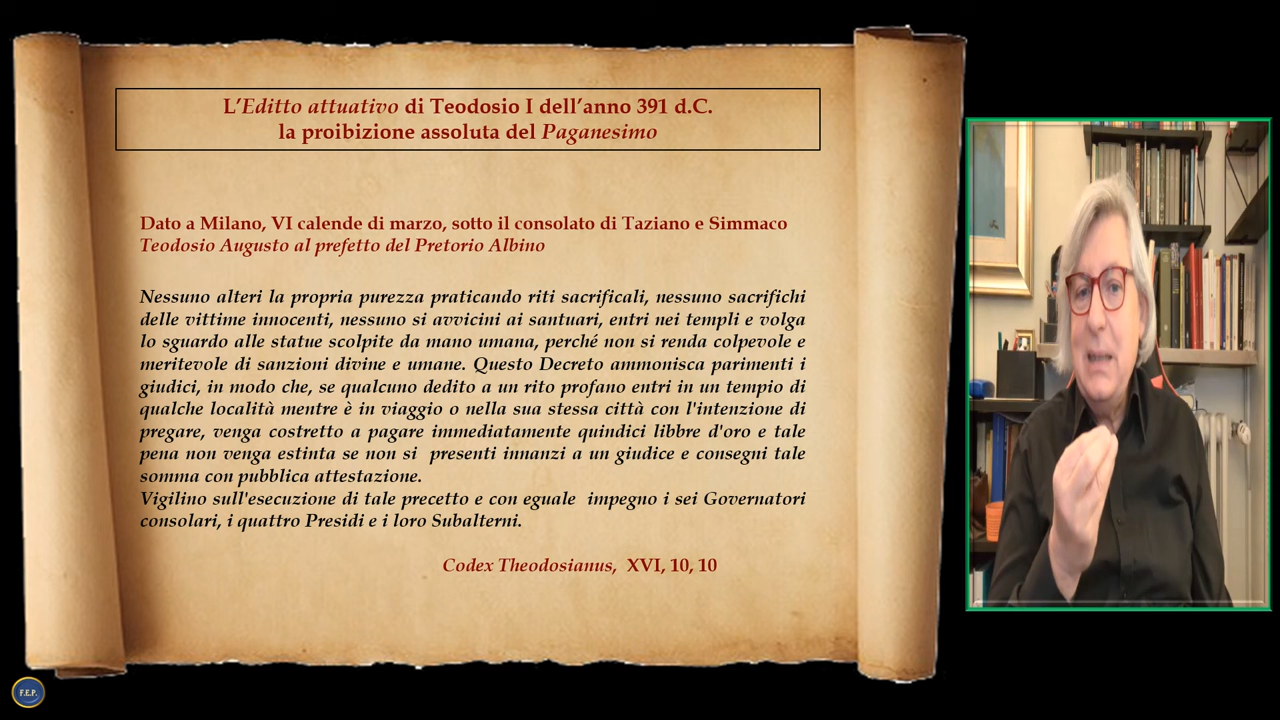 L'Editto attuativo di Teodosio I dell'anno 391 d.C.
la proibizione assoluta del Paganesimo
Dato a Milano, VI calende di marzo, sotto il consolato di Taziano e Simmaco
Teodosio Augusto al prefetto del Pretorio Albino
Nessuno alteri la propria purezza praticando riti sacrificali, nessuno sacrifichi
delle vittime innocenti, nessuno si avvicini ai santuari, entri nei templi e volga
lo sguardo alle statue scolpite da mano umana, perché non si renda colpevole e
meritevole di sanzioni divine e umane. Questo Decreto ammonisca parimenti i
giudici, in modo che, se qualcuno dedito a un rito profano entri in un tempio di
qualche località mentre è in viaggio o nella sua stessa città con l'intenzione di
pregare, venga costretto a pagare immediatamente quindici libbre d'oro e tale
pena non venga estinta se non si presenti innanzi a un giudice e consegni tale
somma con pubblica attestazione.
Vigilino sull'esecuzione di tale precetto e con eguale impegno i sei Governatori
consolari, i quattro Presidi e i loro Subalterni.
Codex Theodosianus, XVI, 10, 10
F.E.P.